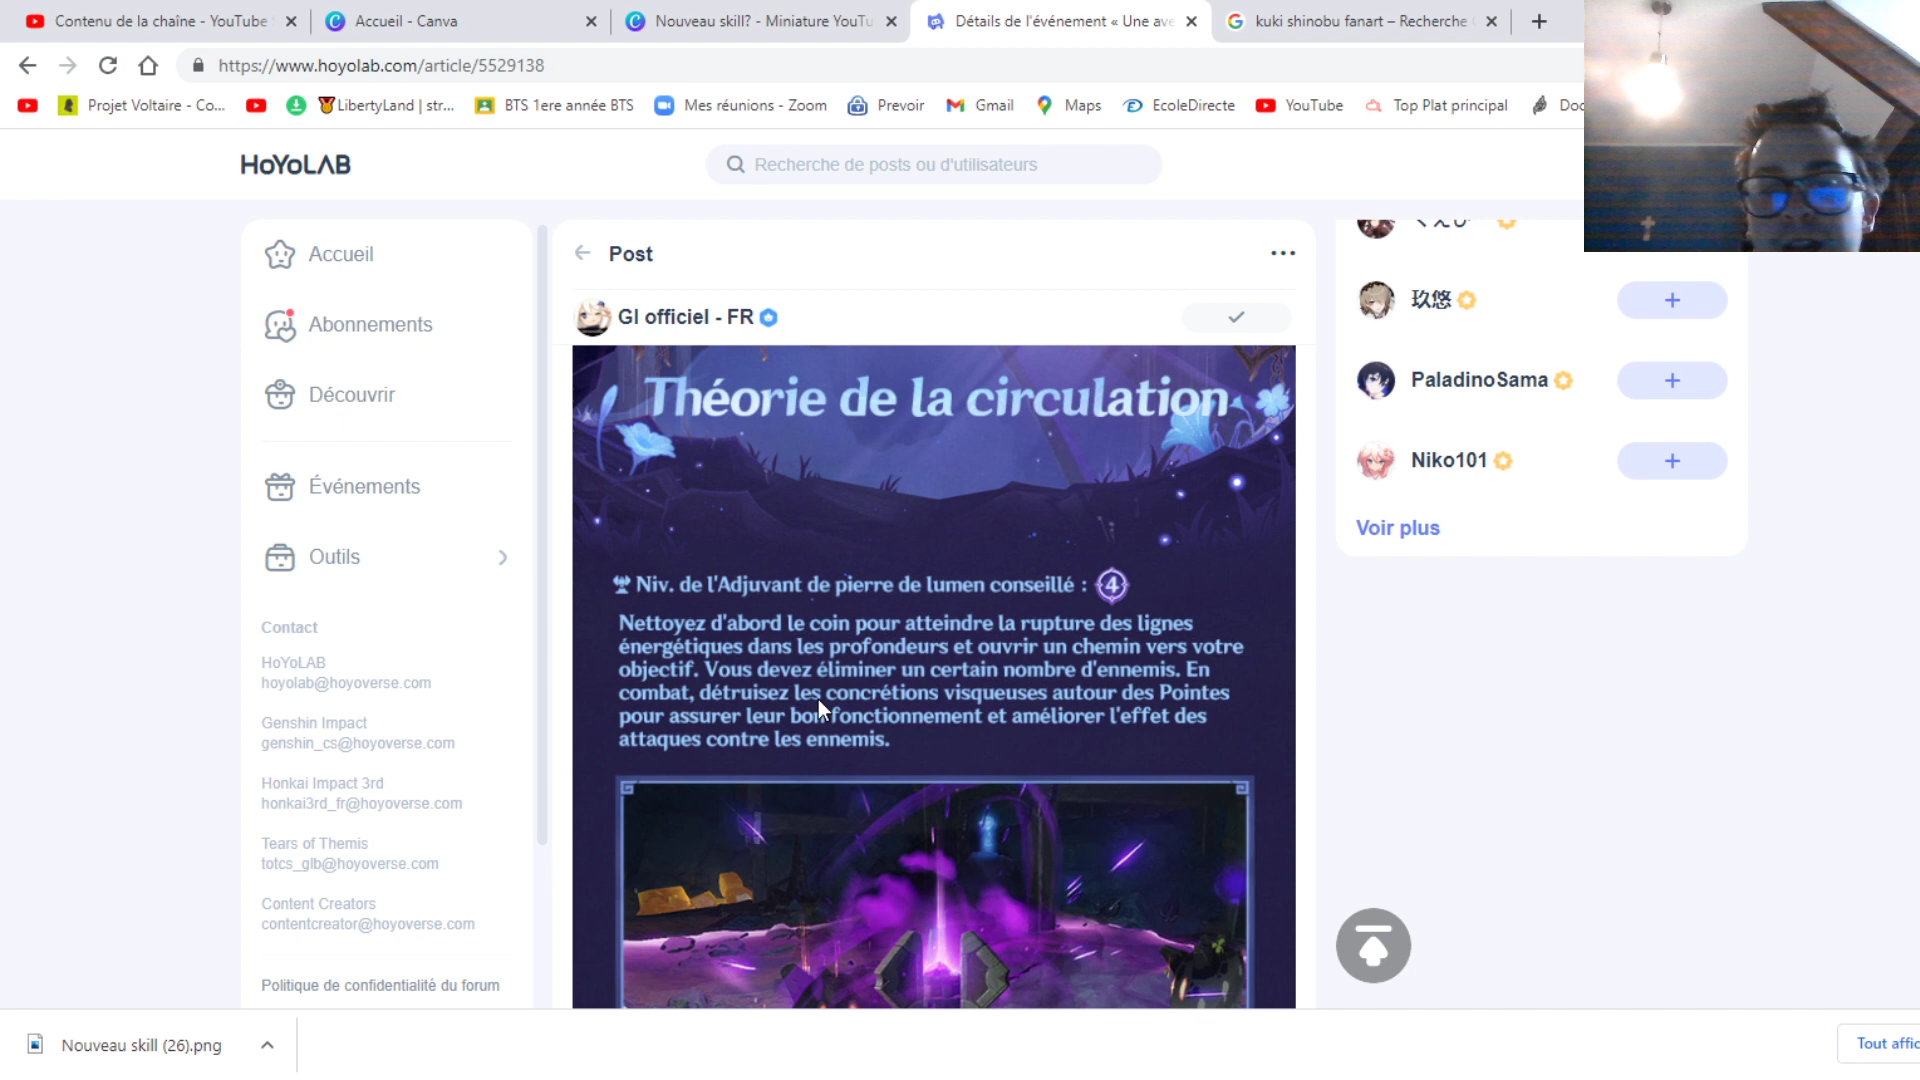 Contenu de la chaîne - YouTube
Accueil - Canva
Nouveau skill? - Miniature YouTu
Détails de l'événement « Une ave
kuki shinobu fanart – Recherche
https://www.hoyolab.com/article/5529138
Projet Voltaire - Co...
LibertyLand | str...
BTS 1ere année BTS
Mes réunions - Zoom
Prevoir
Gmail
Maps
EcoleDirecte
YouTube
Top Plat principal
Doc
HoYoLAB
Recherche de posts ou d'utilisateurs
Accueil
Abonnements
Découvrir
Événements
Outils
Contact
HoYoLAB
hoyolab@hoyoverse.com
Genshin Impact
genshin_cs@hoyoverse.com
Honkai Impact 3rd
honkai3rd_fr@hoyoverse.com
Tears of Themis
totcs_glb@hoyoverse.com
Content Creators
contentcreator@hoyoverse.com
Politique de confidentialité du forum
Post
GI officiel - FR
Théorie de la circulation
Niv. de l'Adjuvant de pierre de lumen conseillé : 4
Nettoyez d'abord le coin pour atteindre la rupture des lignes
énergétiques dans les profondeurs et ouvrir un chemin vers votre
objectif. Vous devez éliminer un certain nombre d'ennemis. En
combat, détruisez les concrétions visqueuses autour des Pointes
pour assurer leur bon fonctionnement et améliorer l'effet des
attaques contre les ennemis.
玖悠
PaladinoSama
Niko101
Voir plus
Nouveau skill (26).png
Tout affic